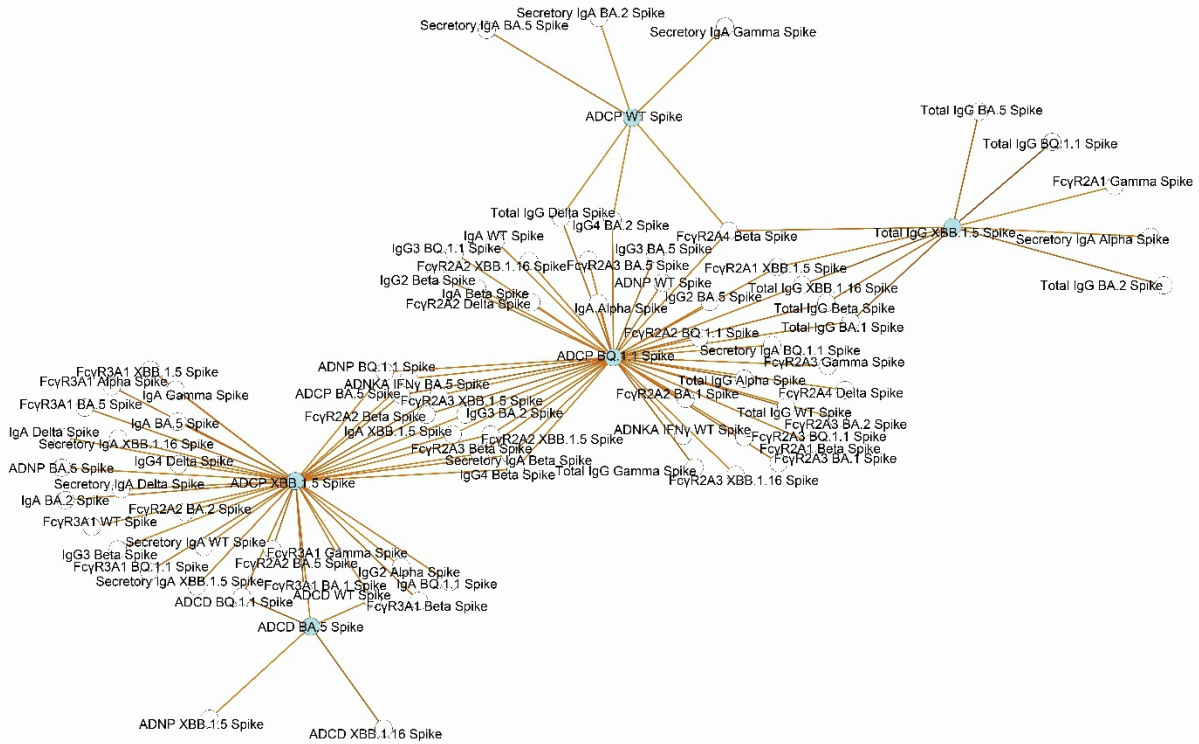 Secretory IgA BA.2 Spike
Secretory IgA BA.5 Spike
Secretory IgA Gamma Spike
ADCP WT Spike
Total IgG BA.5 Spike
Total IgG BQ.1.1 Spike
FcγR2A1 Gamma Spike
Total IgG Delta Spike
IgG4 BA.2 Spike
FcγR2A4 Beta Spike
Total IgG XBB.1.5 Spike
Secretory IgA Alpha Spike
IgA WT Spike
IgG3 BQ.1.1 Spike
IgG3 BA.5 Spike
FcγR2A2 XBB.1.16 Spike
FcγR2A3 BA.5 Spike
FcγR2A1 XBB.1.5 Spike
IgG2 Beta Spike
ADNP WT Spike
Total IgG XBB.1.16 Spike
Total IgG BA.2 Spike
IgA Beta Spike
IgG2 BA.5 Spike
FcγR2A2 Delta Spike
IgA Alpha Spike
Total IgG Beta Spike
FcγR2A2 BQ.1.1 Spike
Total IgG BA.1 Spike
ADCP BQ.1.1 Spike
Secretory IgA BQ.1.1 Spike
FcγR2A3 Gamma Spike
ADNP BQ.1.1 Spike
FcγR3A1 XBB.1.5 Spike
FcγR3A1 Alpha Spike
ADNKA IFNγ BA.5 Spike
Total IgG Alpha Spike
IgA Gamma Spike
ADCP BA.5 Spike
FcγR2A3 XBB.1.5 Spike
FcγR2A2 BA.1 Spike
FcγR2A4 Delta Spike
FcγR3A1 BA.5 Spike
FcγR2A2 Beta Spike
IgG3 BA.2 Spike
Total IgG WT Spike
IgA BA.5 Spike
FcγR2A3 BA.2 Spike
IgA Delta Spike
IgA XBB.1.5 Spike
FcγR2A2 XBB.1.5 Spike
ADNKA IFNγ WT Spike
FcγR2A3 BQ.1.1 Spike
Secretory IgA XBB.1.16 Spike
FcγR2A3 Beta Spike
FcγR2A1 Beta Spike
ADNP BA.5 Spike
IgG4 Delta Spike
Secretory IgA Beta Spike
FcγR2A3 BA.1 Spike
Secretory IgA Delta Spike
ADCP XBB.1.5 Spike
IgG4 Beta Spike
Total IgG Gamma Spike
FcγR2A3 XBB.1.16 Spike
IgA BA.2 Spike
FcγR2A2 BA.2 Spike
FcγR3A1 WT Spike
Secretory IgA WT Spike
IgG3 Beta Spike
FcγR3A1 Gamma Spike
FcγR3A1 BQ.1.1 Spike
FcγR2A2 BA.5 Spike
IgG2 Alpha Spike
Secretory IgA XBB.1.5 Spike
FcγR3A1 BA.1 Spike
IgA BQ.1.1 Spike
ADCD BQ.1.1 Spike
ADCD WT Spike
FcγR3A1 Beta Spike
ADCD BA.5 Spike
ADNP XBB.1.5 Spike
ADCD XBB.1.16 Spike